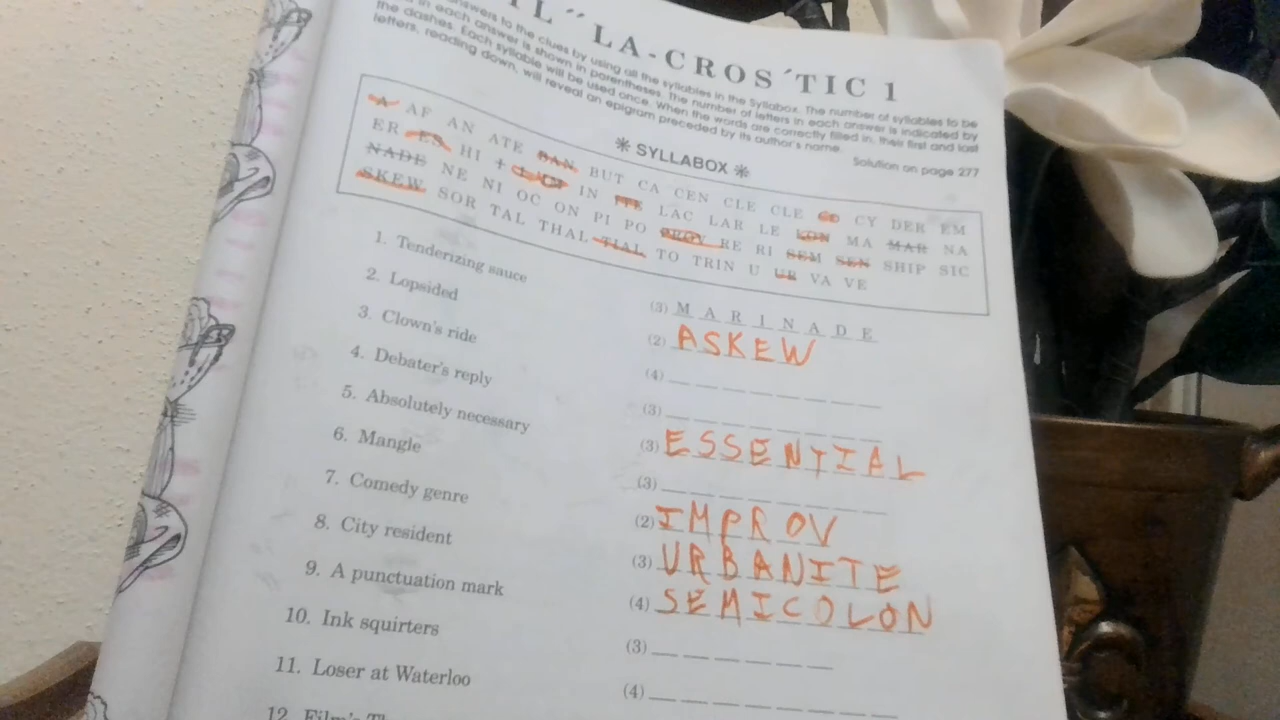 IL″LA-CROS´TIC 1
answers to the clues by using all the syllables in the Syllabox. The number of syllables to be
in each answer is shown in parentheses. The number of letters in each answer is indicated by
the dashes. Each syllable will be used once. When the words are correctly filled in, their first and last
letters, reading down, will reveal an epigram preceded by its author's name.
Solution on page 277
✻ SYLLABOX ✻
A AF AN ATE BAN BUT CA CEN CLE CLE CO CY DER EM
ER ES HI IN LAC LAR LE LON MA MAR NA
NADE NE NI OC ON PI PO PROV RE RI SEM SEN SHIP SIC
SKEW SOR TAL THAL TIAL TO TRIN U UR VA VE
1. Tenderizing sauce (3) MARINADE
2. Lopsided (2) ASKEW
3. Clown's ride (4) _ _ _ _ _ _ _ _
4. Debater's reply (3) _ _ _ _ _ _ _ _
5. Absolutely necessary (3) ESSENTIAL
6. Mangle (3) _ _ _ _ _ _ _ _
7. Comedy genre (2) IMPROV
8. City resident (3) URBANITE
9. A punctuation mark (4) SEMICOLON
10. Ink squirters (3) _ _ _ _ _ _ _
11. Loser at Waterloo (4) _ _ _ _ _ _ _ _ _
12. Film's